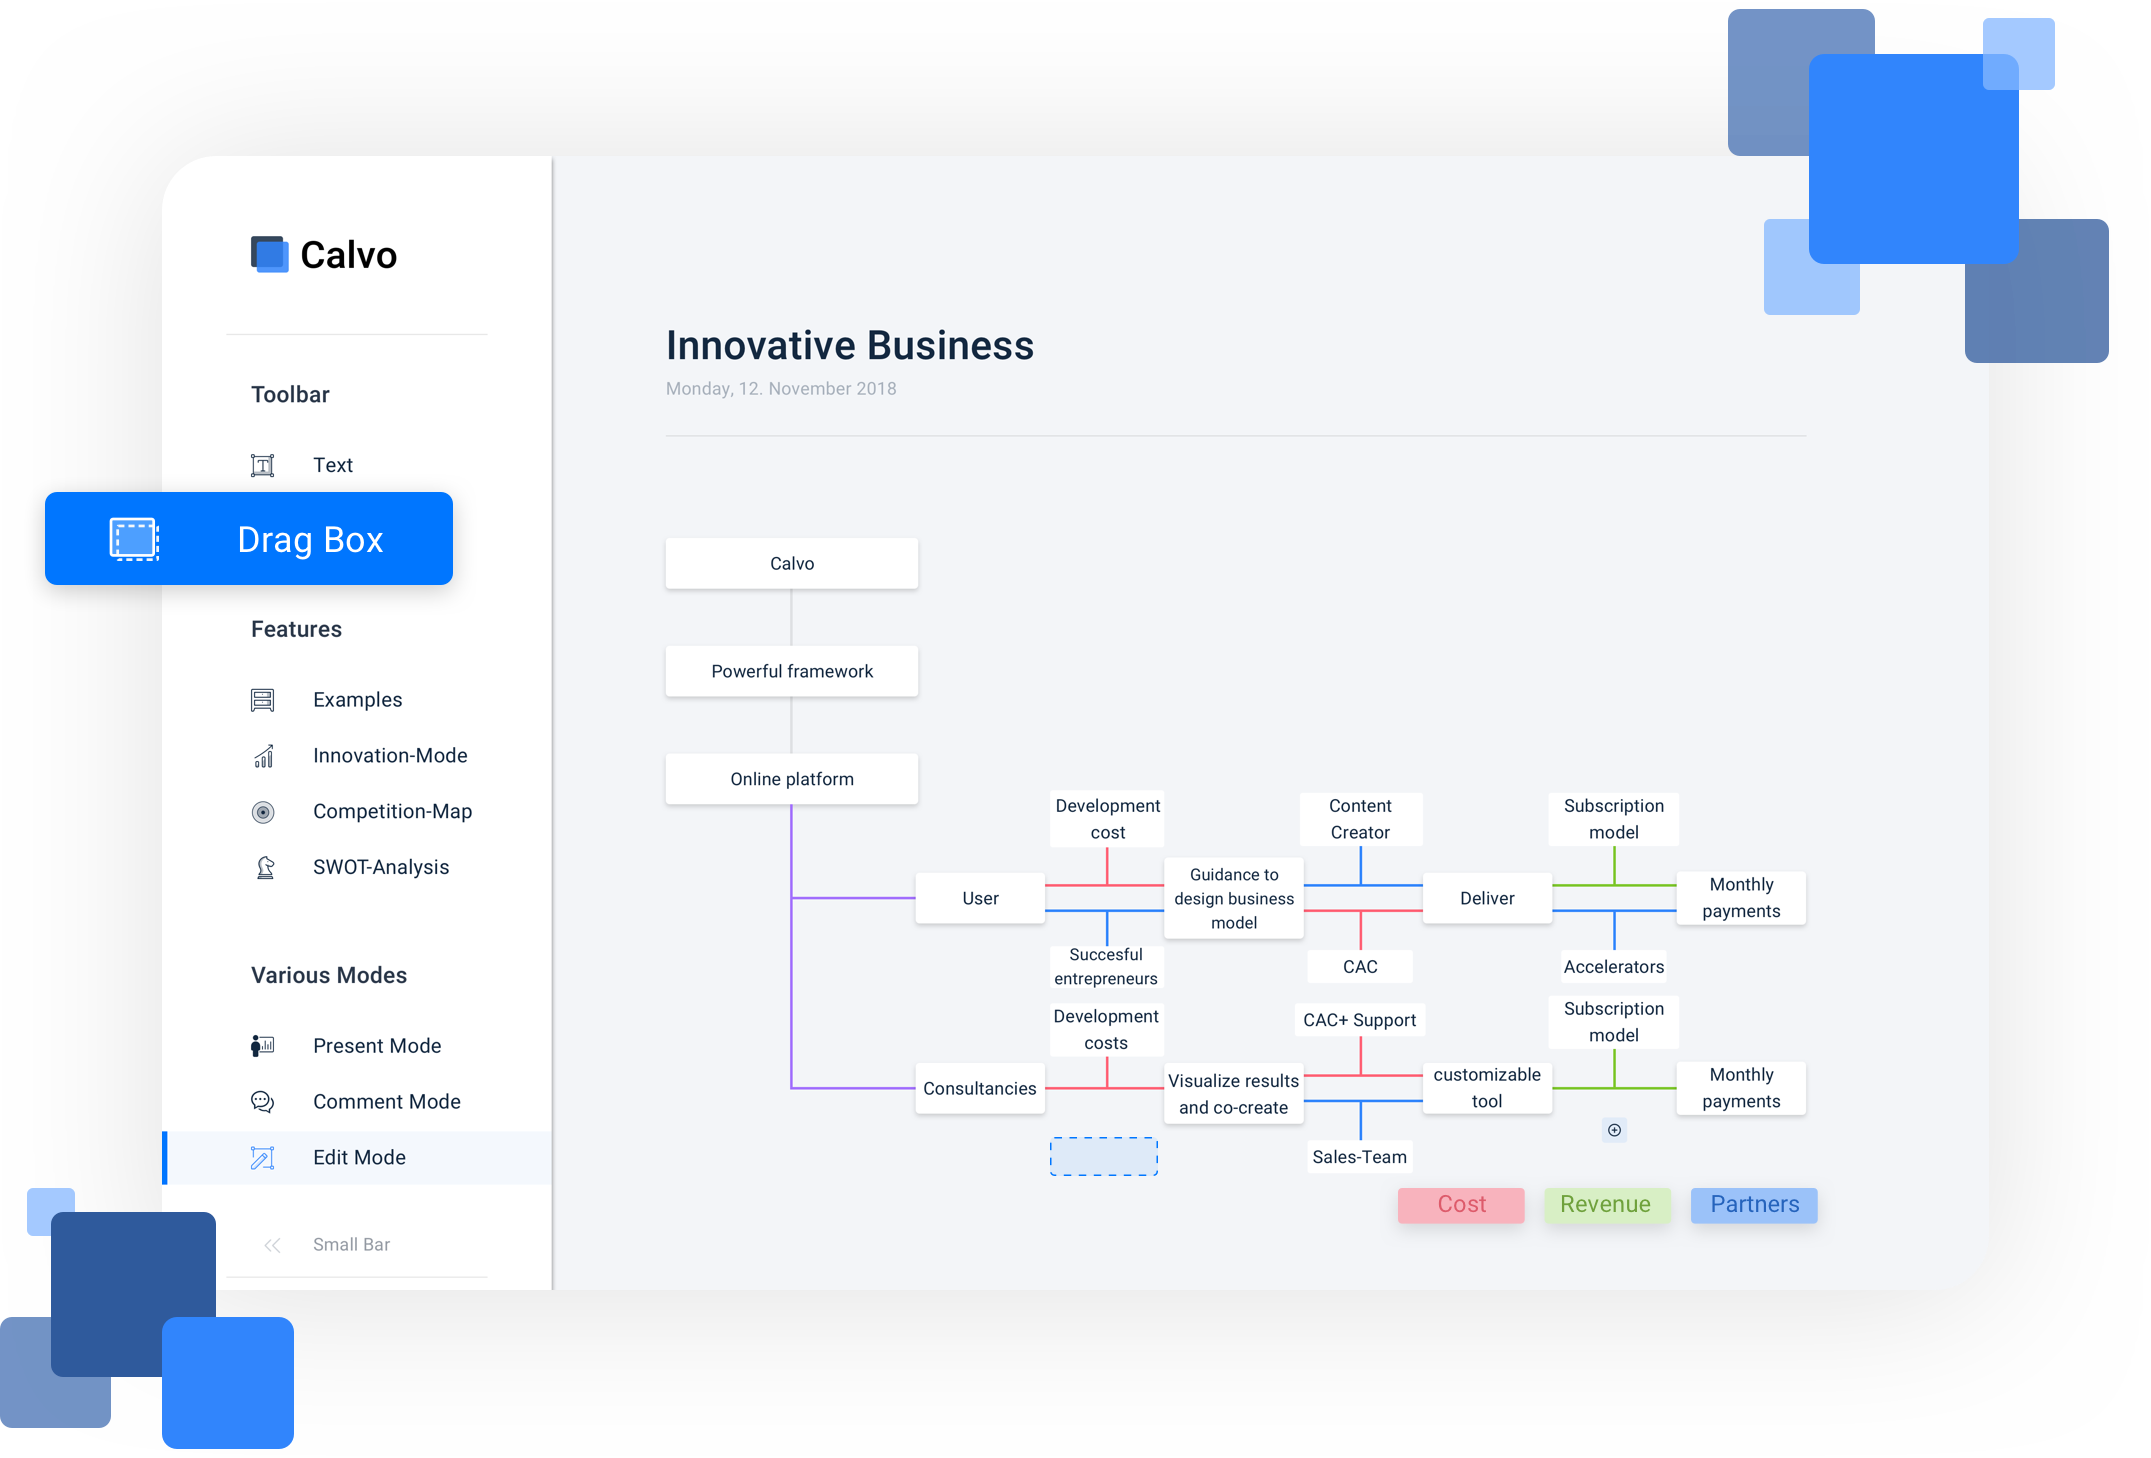 Calvo
Toolbar
Text
Drag Box
Features
Examples
Innovation-Mode
Competition-Map
SWOT-Analysis
Various Modes
Present Mode
Comment Mode
Edit Mode
Small Bar
Innovative Business
Monday, 12. November 2018
Calvo
Powerful framework
Online platform
Development
cost
Content
Creator
Subscription
model
User
Guidance to
design business
model
Deliver
Monthly
payments
Succesful
entrepreneurs
CAC
Accelerators
Development
costs
CAC+ Support
Subscription
model
Consultancies
Visualize results
and co-create
customizable
tool
Monthly
payments
Sales-Team
Cost
Revenue
Partners